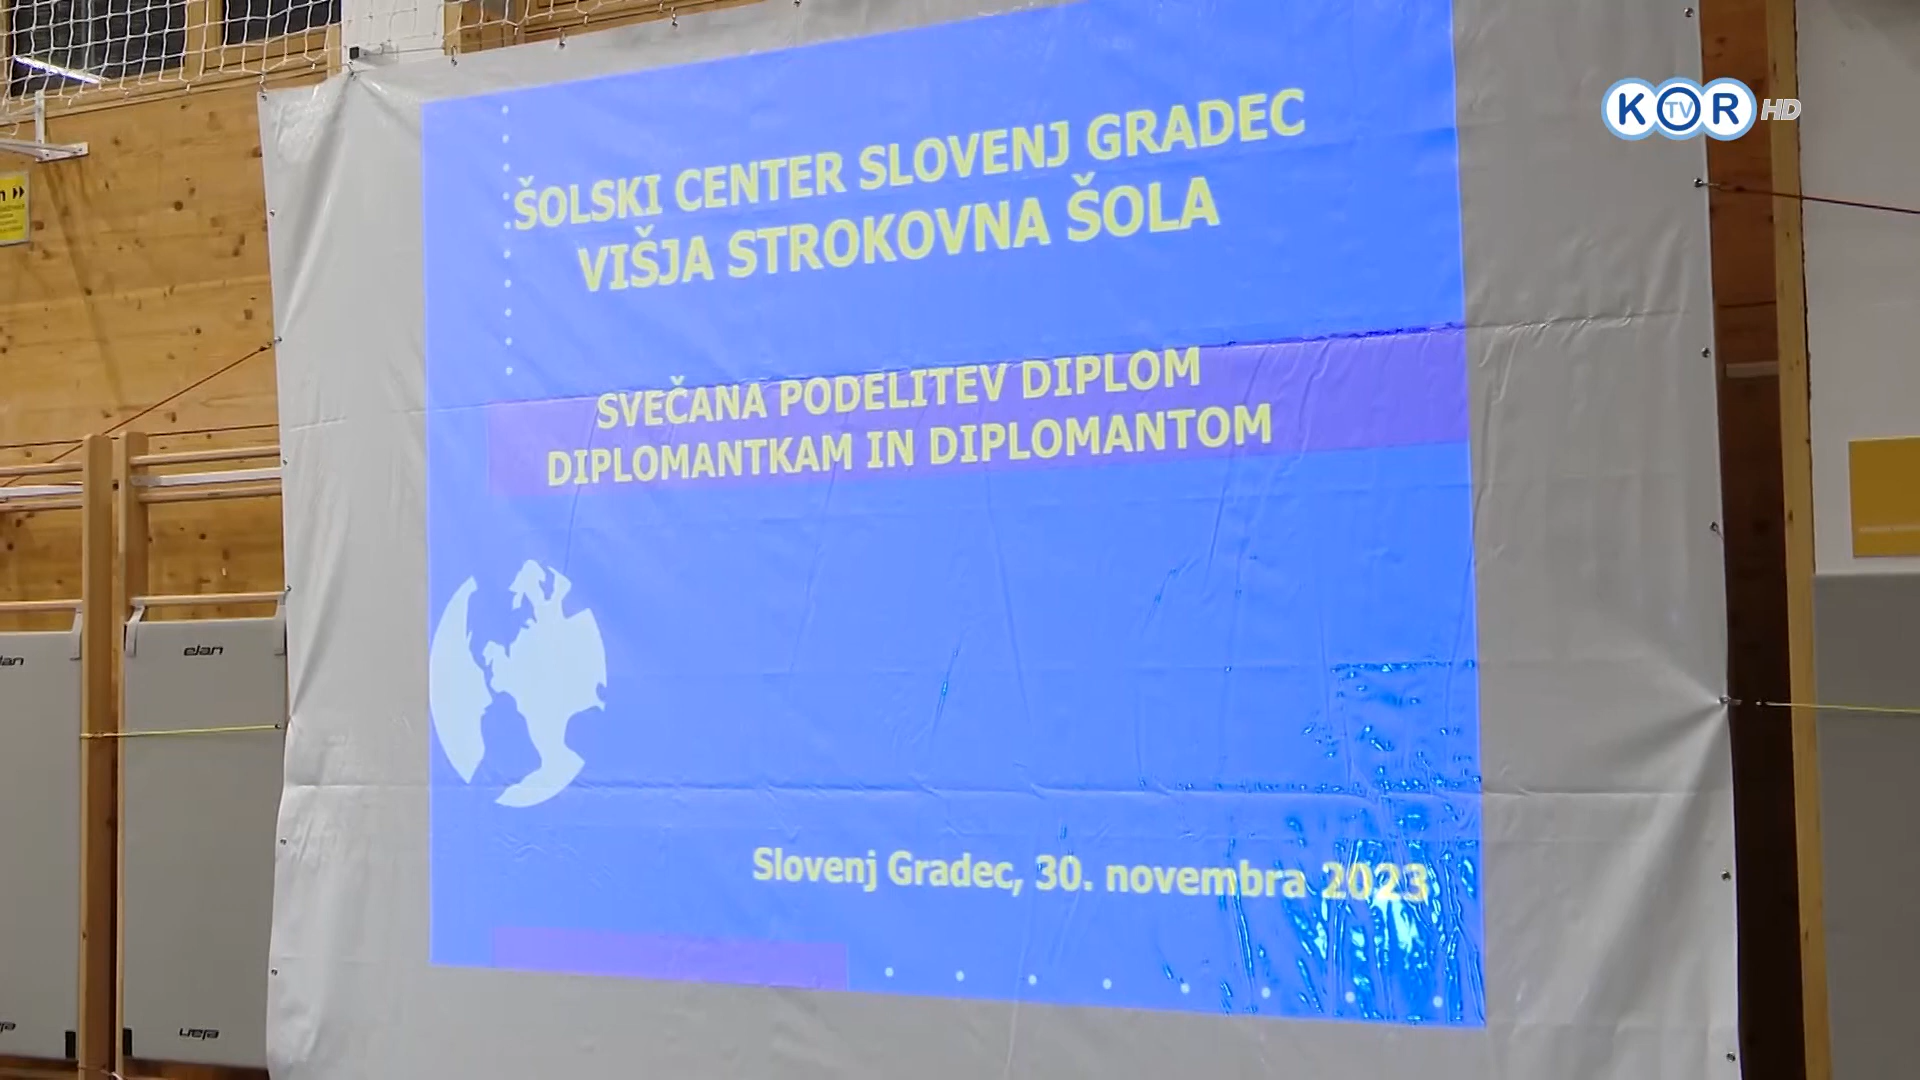 KOR TV HD
ŠOLSKI CENTER SLOVENJ GRADEC
VIŠJA STROKOVNA ŠOLA
SVEČANA PODELITEV DIPLOM
DIPLOMANTKAM IN DIPLOMANTOM
Slovenj Gradec, 30. novembra 2023
elan
elan